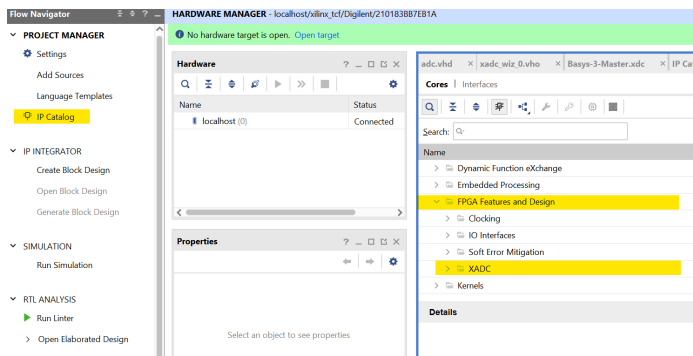 Flow Navigator
PROJECT MANAGER
Settings
Add Sources
Language Templates
IP Catalog
IP INTEGRATOR
Create Block Design
Open Block Design
Generate Block Design
SIMULATION
Run Simulation
RTL ANALYSIS
Run Linter
Open Elaborated Design
HARDWARE MANAGER - localhost/xilinx_tcf/Digilent/210183BB7EB1A
No hardware target is open. Open target
Hardware
Name Status
localhost (0) Connected
Properties
Select an object to see properties
adc.vhd × xadc_wiz_0.vho × Basys-3-Master.xdc × IP Ca
Cores | Interfaces
Search: Q-
Name
Dynamic Function eXchange
Embedded Processing
FPGA Features and Design
Clocking
IO Interfaces
Soft Error Mitigation
XADC
Kernels
Details